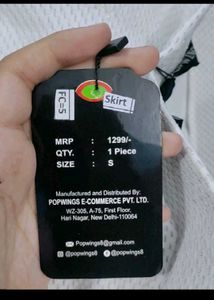 FC=5
Skirt
MRP : 1299/-
QTY. : 1 Piece
SIZE : S
Manufactured and Distributed By:
POPWINGS E-COMMERCE PVT. LTD.
WZ-305, A-75, First Floor,
Hari Nagar, New Delhi-110064
Popwings8@gmail.com
@popwings8 @popwings8